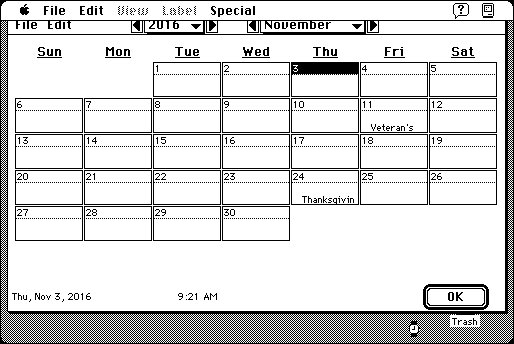 File Edit View Label Special
File Edit 2016 November
Sun Mon Tue Wed Thu Fri Sat
1 2 3 4 5
6 7 8 9 10 11 12
Veteran's
13 14 15 16 17 18 19
20 21 22 23 24 25 26
Thanksgivin
27 28 29 30
Thu, Nov 3, 2016 9:21 AM OK
Trash